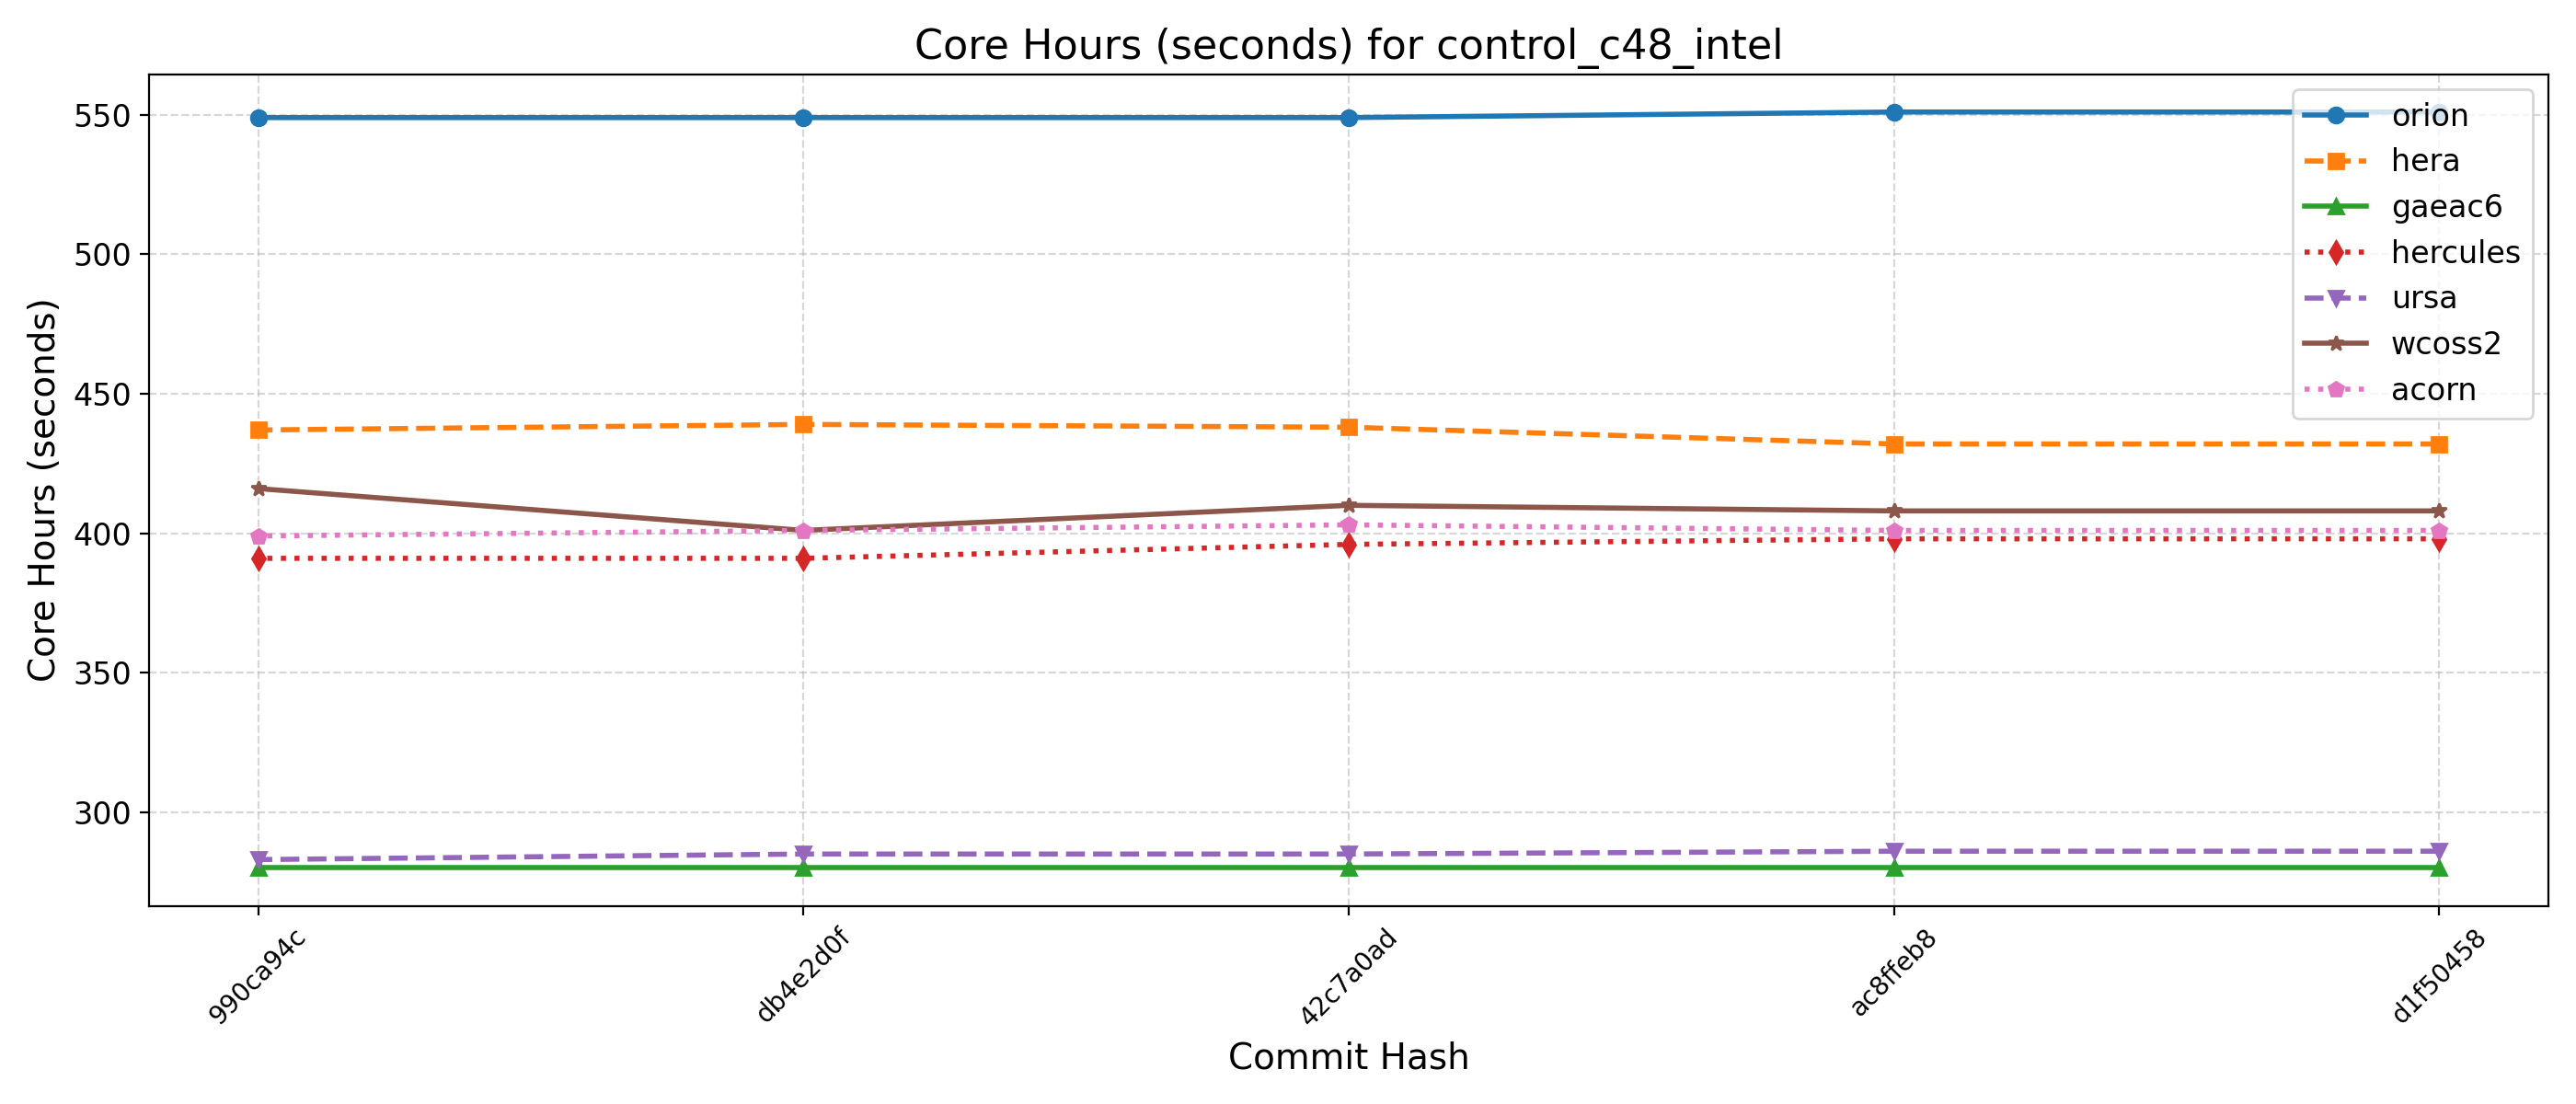 Core Hours (seconds) for control_c48_intel
Core Hours (seconds)
550
500
450
400
350
300
orion
hera
gaeac6
hercules
ursa
wcoss2
acorn
990ca94c
db4e2d0f
42c7a0ad
ac8ffeb8
d1f50458
Commit Hash